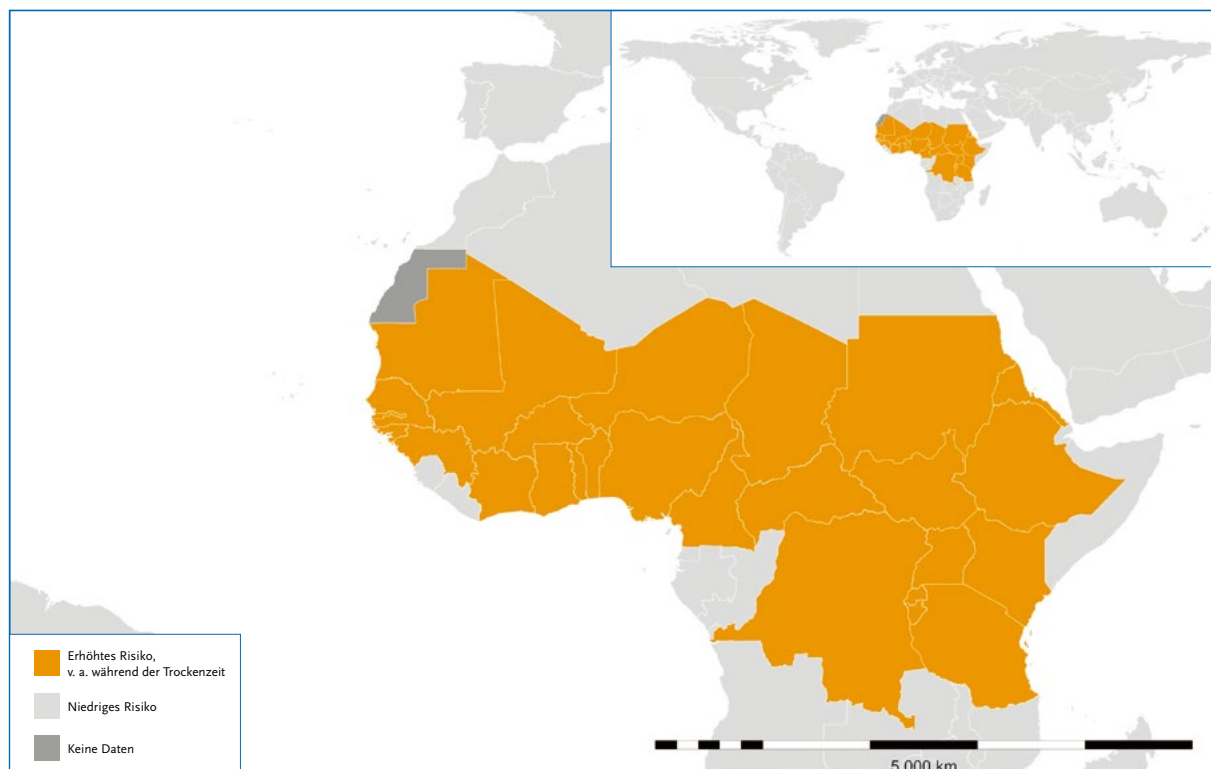 Erhöhtes Risiko,
v. a. während der Trockenzeit
Niedriges Risiko
Keine Daten
5.000 km